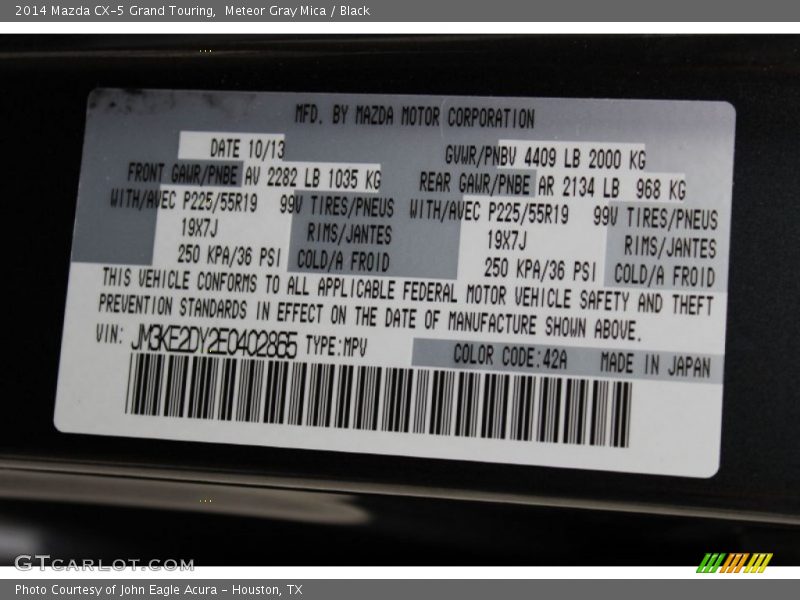 2014 Mazda CX-5 Grand Touring,  Meteor Gray Mica / Black
MFD. BY MAZDA MOTOR CORPORATION
DATE 10/13
GVWR/PNBV 4409 LB 2000 KG
FRONT GAWR/PNBE AV 2282 LB 1035 KG
REAR GAWR/PNBE AR 2134 LB 968 KG
WITH/AVEC P225/55R19 99V TIRES/PNEUS
WITH/AVEC P225/55R19 99V TIRES/PNEUS
19X7J RIMS/JANTES
19X7J RIMS/JANTES
250 KPA/36 PSI COLD/A FROID
250 KPA/36 PSI COLD/A FROID
THIS VEHICLE CONFORMS TO ALL APPLICABLE FEDERAL MOTOR VEHICLE SAFETY AND THEFT
PREVENTION STANDARDS IN EFFECT ON THE DATE OF MANUFACTURE SHOWN ABOVE.
VIN: JM3KE2DY2E0402865 TYPE:MPV
COLOR CODE:42A MADE IN JAPAN
GTCARLOT.COM
Photo Courtesy of John Eagle Acura - Houston, TX